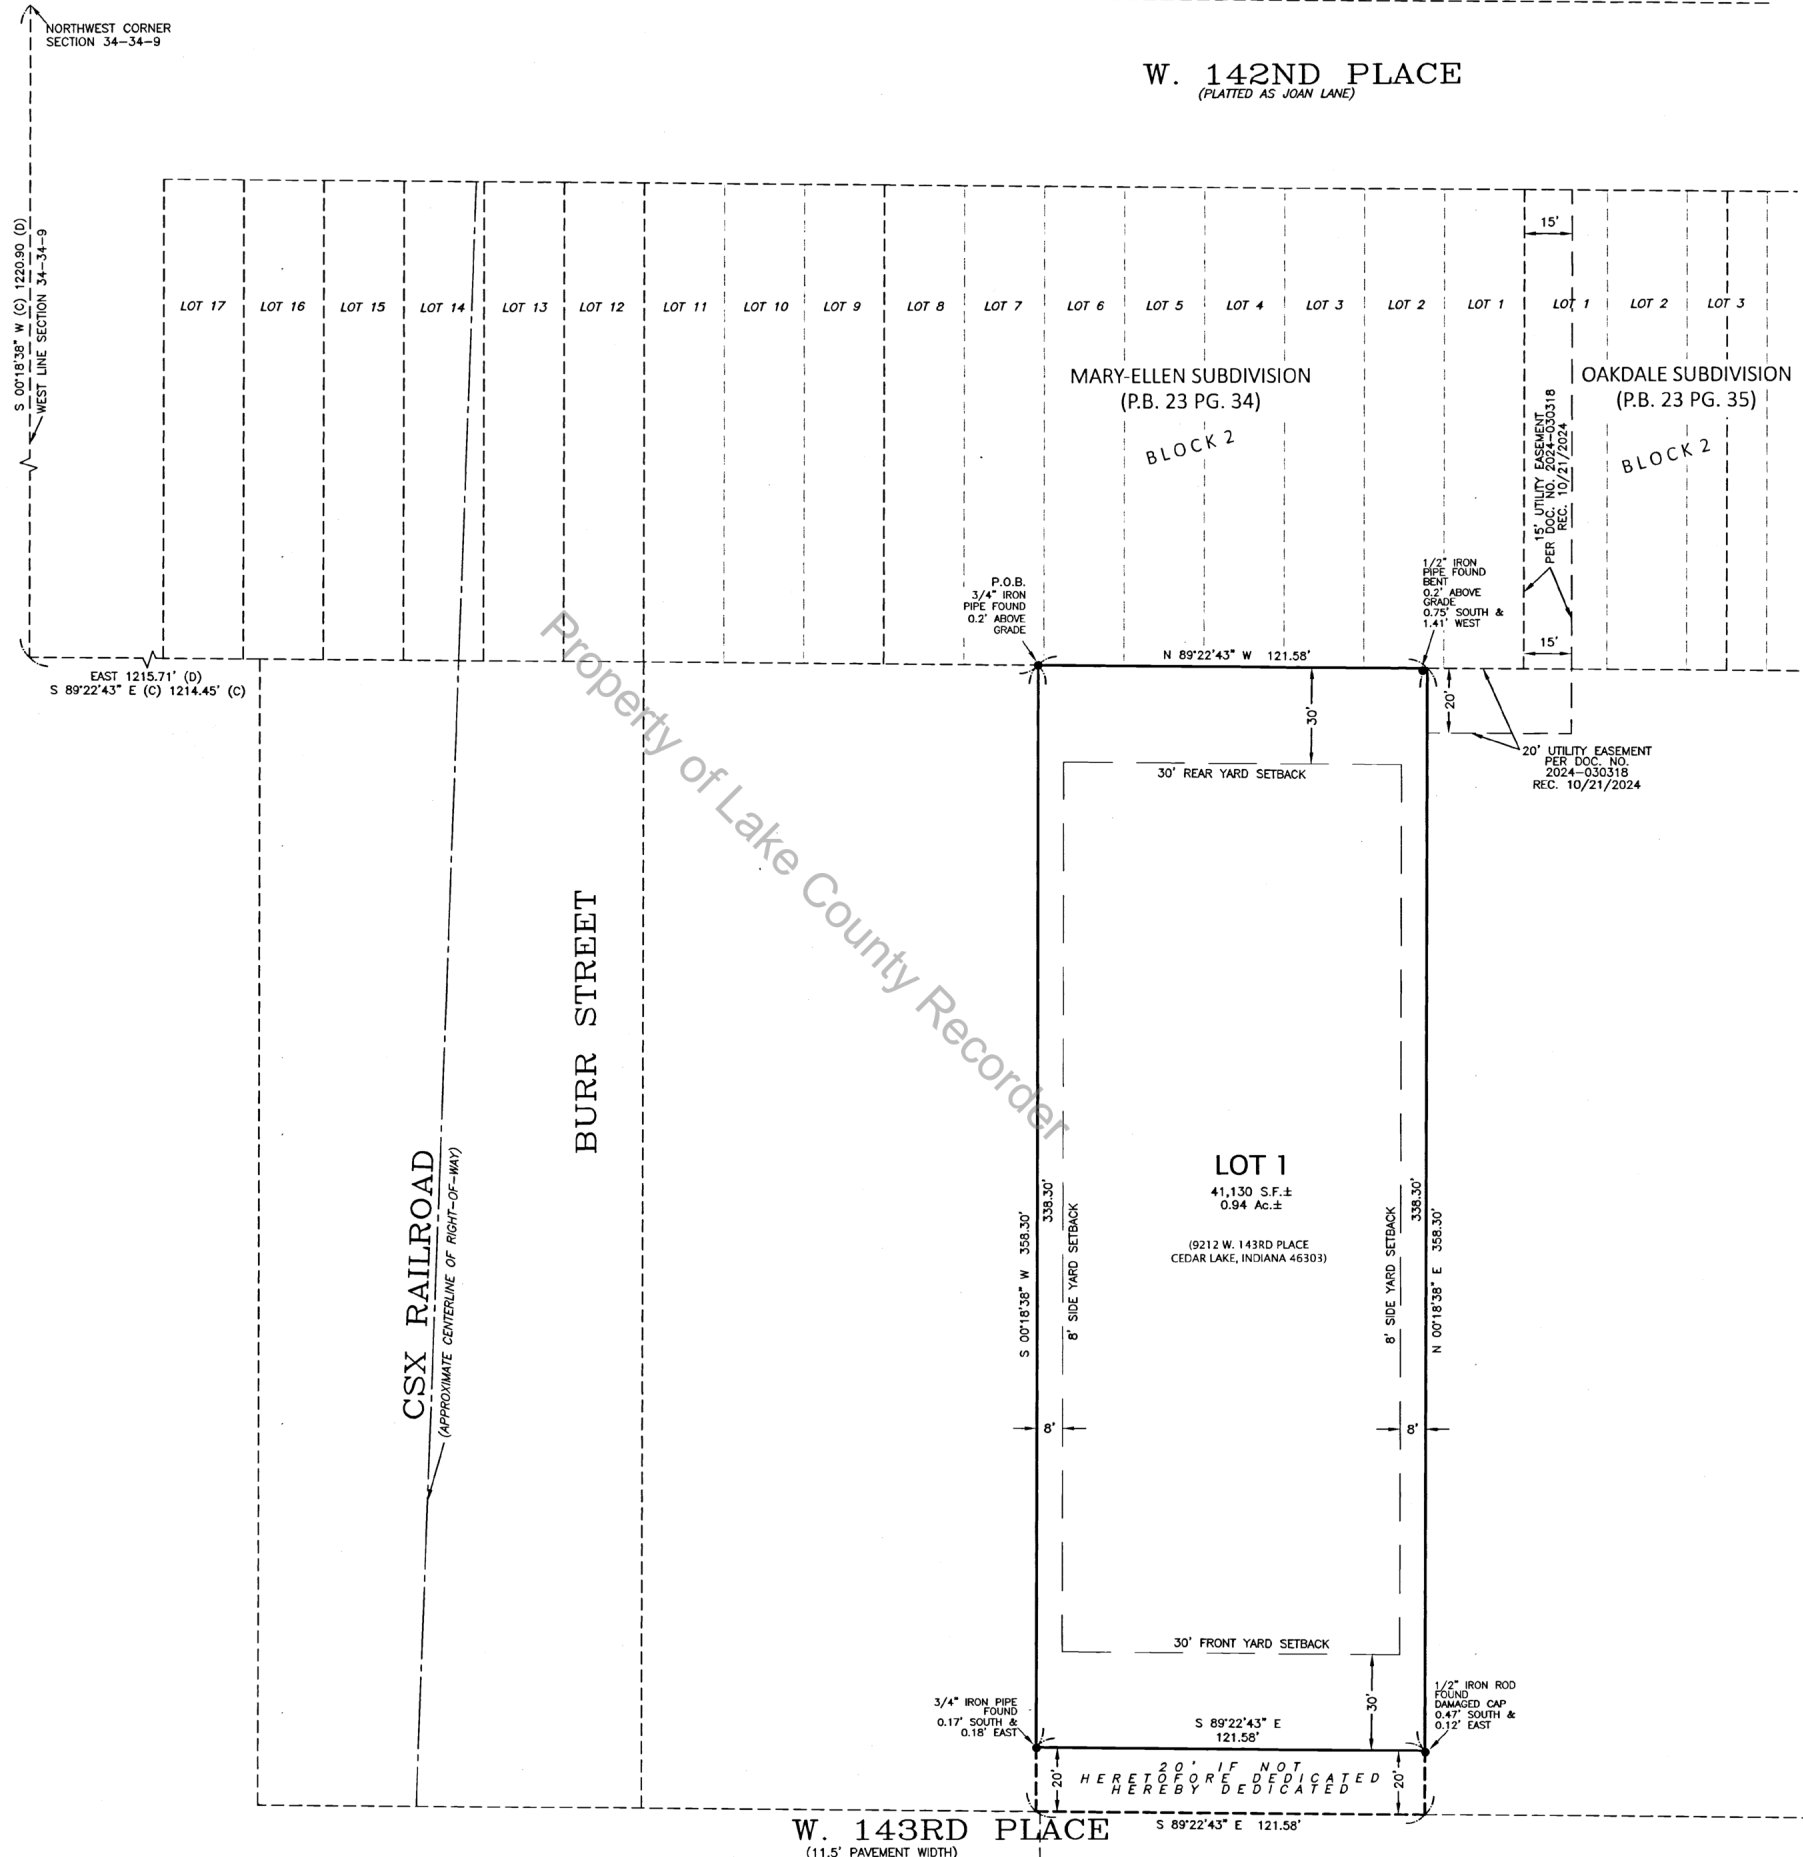 NORTHWEST CORNER
SECTION 34-34-9
W. 142ND PLACE
(PLATTED AS JOAN LANE)
S 00°18'38" W (C) 1220.90 (D)
WEST LINE SECTION 34-34-9
15'
LOT 17 LOT 16 LOT 15 LOT 14 LOT 13 LOT 12 LOT 11 LOT 10 LOT 9 LOT 8 LOT 7 LOT 6 LOT 5 LOT 4 LOT 3 LOT 2 LOT 1 LOT 1 LOT 2 LOT 3
MARY-ELLEN SUBDIVISION
(P.B. 23 PG. 34)
BLOCK 2
OAKDALE SUBDIVISION
(P.B. 23 PG. 35)
BLOCK 2
15' UTILITY EASEMENT
PER DOC. NO. 2024-030318
REC. 10/21/2024
P.O.B.
3/4" IRON
PIPE FOUND
0.2' ABOVE
GRADE
1/2" IRON
PIPE FOUND
BENT
0.2' ABOVE
GRADE
0.75' SOUTH &
1.41' WEST
15'
N 89°22'43" W 121.58'
EAST 1215.71' (D)
S 89°22'43" E (C) 1214.45' (C)
30'
20'
20' UTILITY EASEMENT
PER DOC. NO.
2024-030318
REC. 10/21/2024
30' REAR YARD SETBACK
Property of Lake County Recorder
BURR STREET
CSX RAILROAD
(APPROXIMATE CENTERLINE OF RIGHT-OF-WAY)
LOT 1
41,130 S.F.±
0.94 Ac.±
(9212 W. 143RD PLACE
CEDAR LAKE, INDIANA 46303)
S 00°18'38" W 358.30'
338.30'
8' SIDE YARD SETBACK
8' SIDE YARD SETBACK
338.30'
N 00°18'38" E 358.30'
8'
8'
30' FRONT YARD SETBACK
30'
3/4" IRON PIPE
FOUND
0.17' SOUTH &
0.18' EAST
1/2" IRON ROD
FOUND
DAMAGED CAP
0.47' SOUTH &
0.12' EAST
S 89°22'43" E
121.58'
20'
20' IF NOT
HERETOFORE DEDICATED
HEREBY DEDICATED
20'
S 89°22'43" E 121.58'
W. 143RD PLACE
(11.5' PAVEMENT WIDTH)